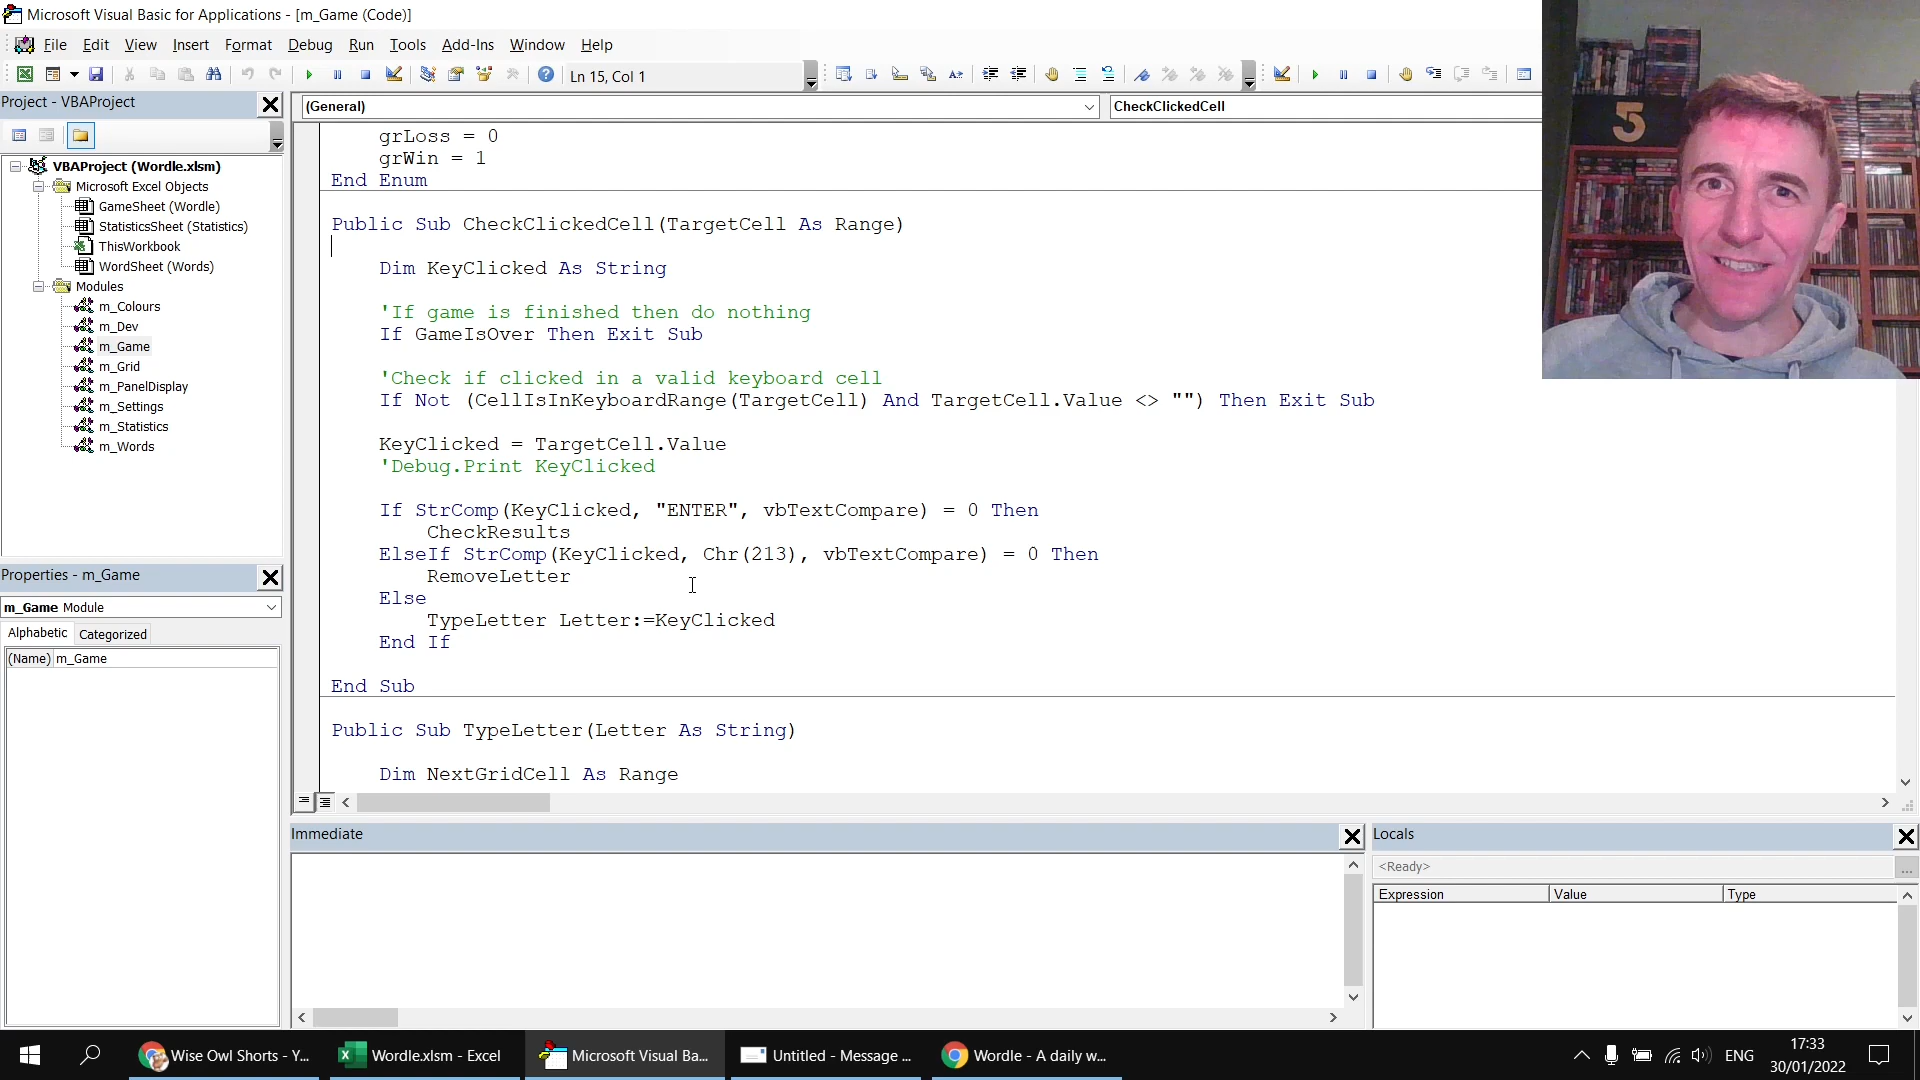 Microsoft Visual Basic for Applications - [m_Game (Code)]
File Edit View Insert Format Debug Run Tools Add-Ins Window Help
Ln 15, Col 1
Project - VBAProject
(General)
CheckClickedCell
VBAProject (Wordle.xlsm)
Microsoft Excel Objects
GameSheet (Wordle)
StatisticsSheet (Statistics)
ThisWorkbook
WordSheet (Words)
Modules
m_Colours
m_Dev
m_Game
m_Grid
m_PanelDisplay
m_Settings
m_Statistics
m_Words
Properties - m_Game
m_Game Module
Alphabetic Categorized
(Name) m_Game
grLoss = 0
grWin = 1
End Enum
Public Sub CheckClickedCell(TargetCell As Range)
Dim KeyClicked As String
'If game is finished then do nothing
If GameIsOver Then Exit Sub
'Check if clicked in a valid keyboard cell
If Not (CellIsInKeyboardRange(TargetCell) And TargetCell.Value <> "") Then Exit Sub
KeyClicked = TargetCell.Value
'Debug.Print KeyClicked
If StrComp(KeyClicked, "ENTER", vbTextCompare) = 0 Then
CheckResults
ElseIf StrComp(KeyClicked, Chr(213), vbTextCompare) = 0 Then
RemoveLetter
Else
TypeLetter Letter:=KeyClicked
End If
End Sub
Public Sub TypeLetter(Letter As String)
Dim NextGridCell As Range
5
Immediate
Locals
<Ready>
...
Expression Value Type
Wise Owl Shorts - Y...
Wordle.xlsm - Excel
Microsoft Visual Ba...
Untitled - Message ...
Wordle - A daily w...
ENG
17:33
30/01/2022